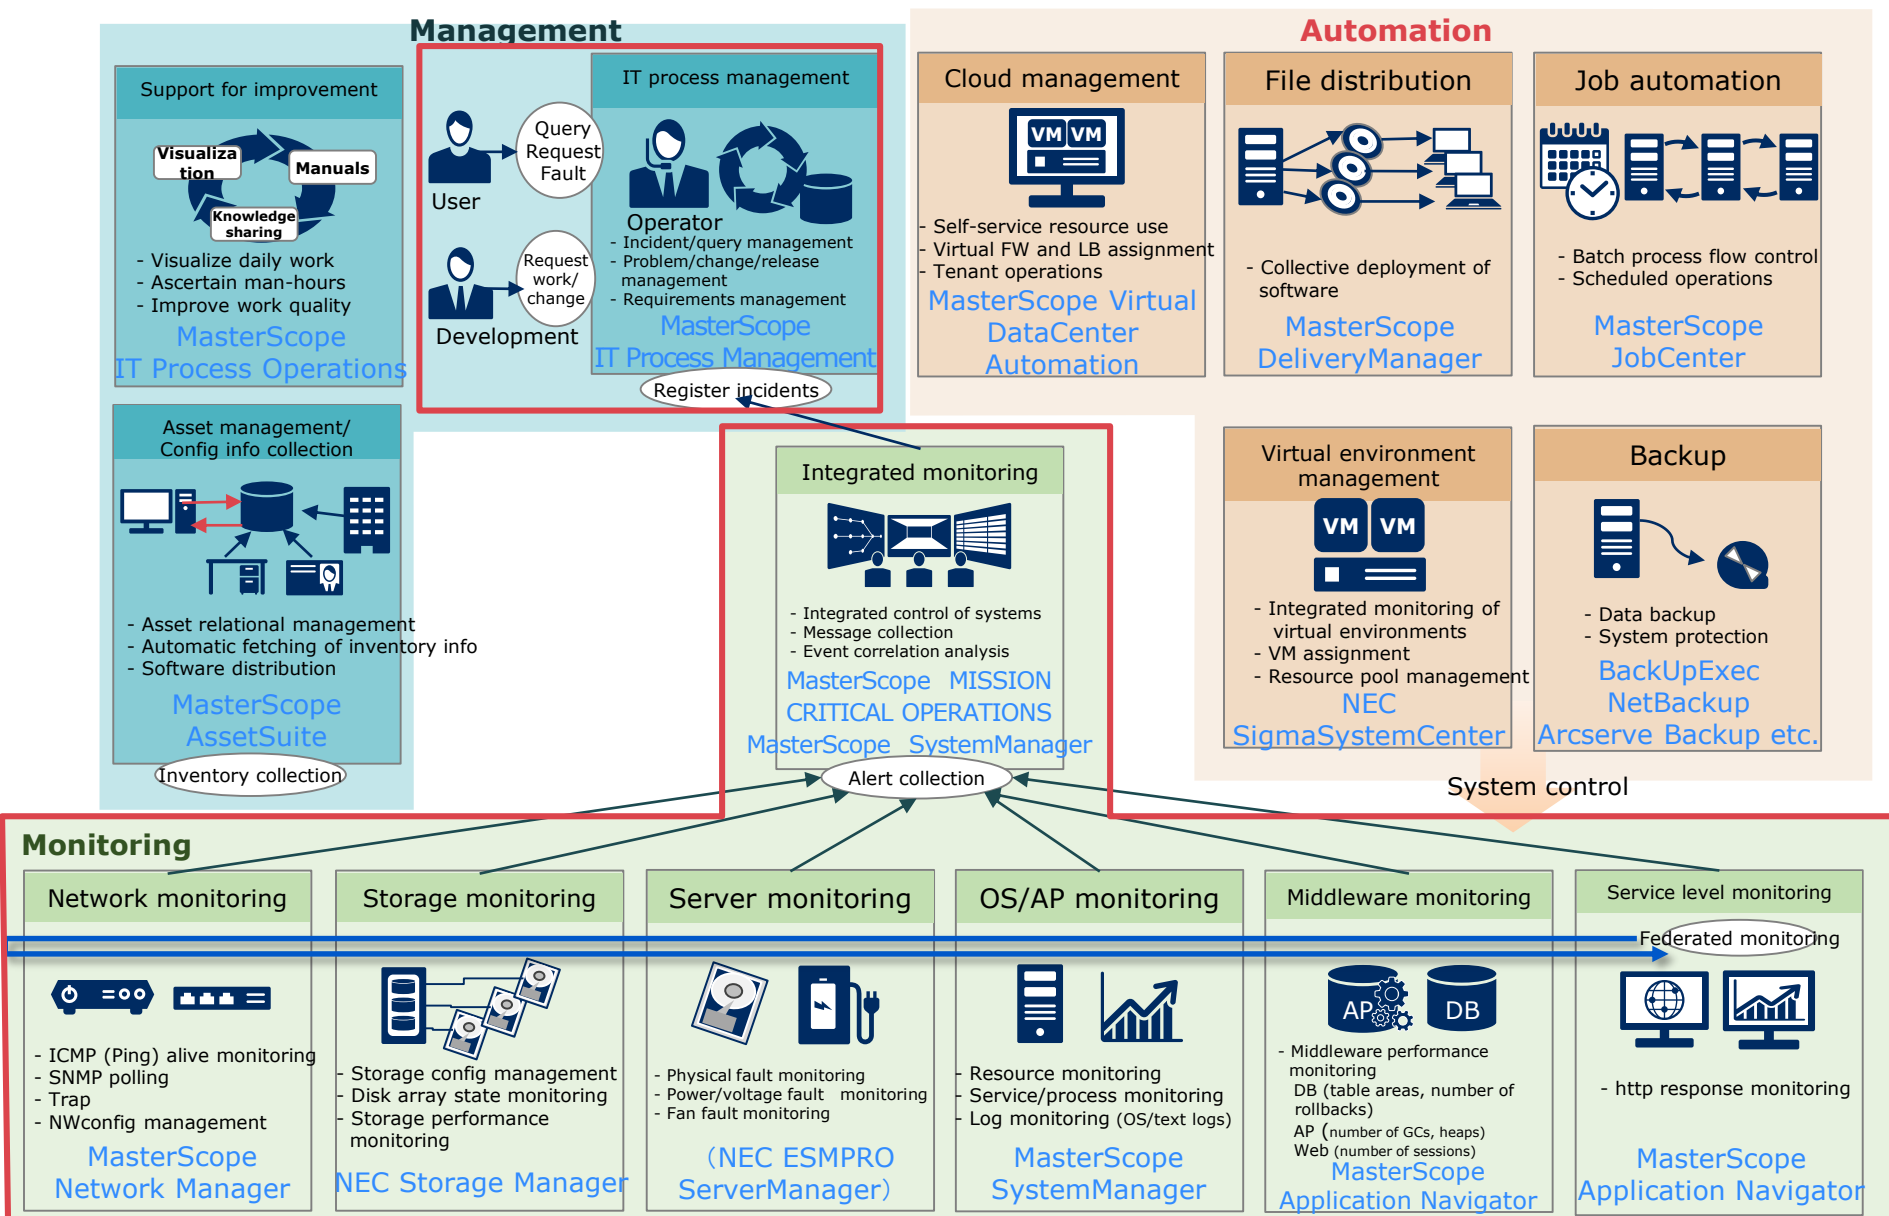 Management
Support for improvement
Visualiza
tion
Manuals
Knowledge
sharing
- Visualize daily work
- Ascertain man-hours
- Improve work quality
MasterScope
IT Process Operations
User
Query
Request
Fault
Development
Request
work/
change
IT process management
Operator
- Incident/query management
- Problem/change/release
management
- Requirements management
MasterScope
IT Process Management
Register incidents
Asset management/
Config info collection
- Asset relational management
- Automatic fetching of inventory info
- Software distribution
MasterScope
AssetSuite
Inventory collection
Automation
Cloud management
VM VM
- Self-service resource use
- Virtual FW and LB assignment
- Tenant operations
MasterScope Virtual
DataCenter
Automation
File distribution
- Collective deployment of
software
MasterScope
DeliveryManager
Job automation
- Batch process flow control
- Scheduled operations
MasterScope
JobCenter
Virtual environment
management
VM VM
- Integrated monitoring of
virtual environments
- VM assignment
- Resource pool management
NEC
SigmaSystemCenter
Backup
- Data backup
- System protection
BackUpExec
NetBackup
Arcserve Backup etc.
System control
Integrated monitoring
- Integrated control of systems
- Message collection
- Event correlation analysis
MasterScope MISSION
CRITICAL OPERATIONS
MasterScope SystemManager
Alert collection
Monitoring
Network monitoring
- ICMP (Ping) alive monitoring
- SNMP polling
- Trap
- NWconfig management
MasterScope
Network Manager
Storage monitoring
- Storage config management
- Disk array state monitoring
- Storage performance
monitoring
NEC Storage Manager
Server monitoring
- Physical fault monitoring
- Power/voltage fault monitoring
- Fan fault monitoring
（NEC ESMPRO
ServerManager）
OS/AP monitoring
- Resource monitoring
- Service/process monitoring
- Log monitoring (OS/text logs)
MasterScope
SystemManager
Middleware monitoring
AP
DB
- Middleware performance
monitoring
DB (table areas, number of
rollbacks)
AP (number of GCs, heaps)
Web (number of sessions)
MasterScope
Application Navigator
Service level monitoring
Federated monitoring
- http response monitoring
MasterScope
Application Navigator